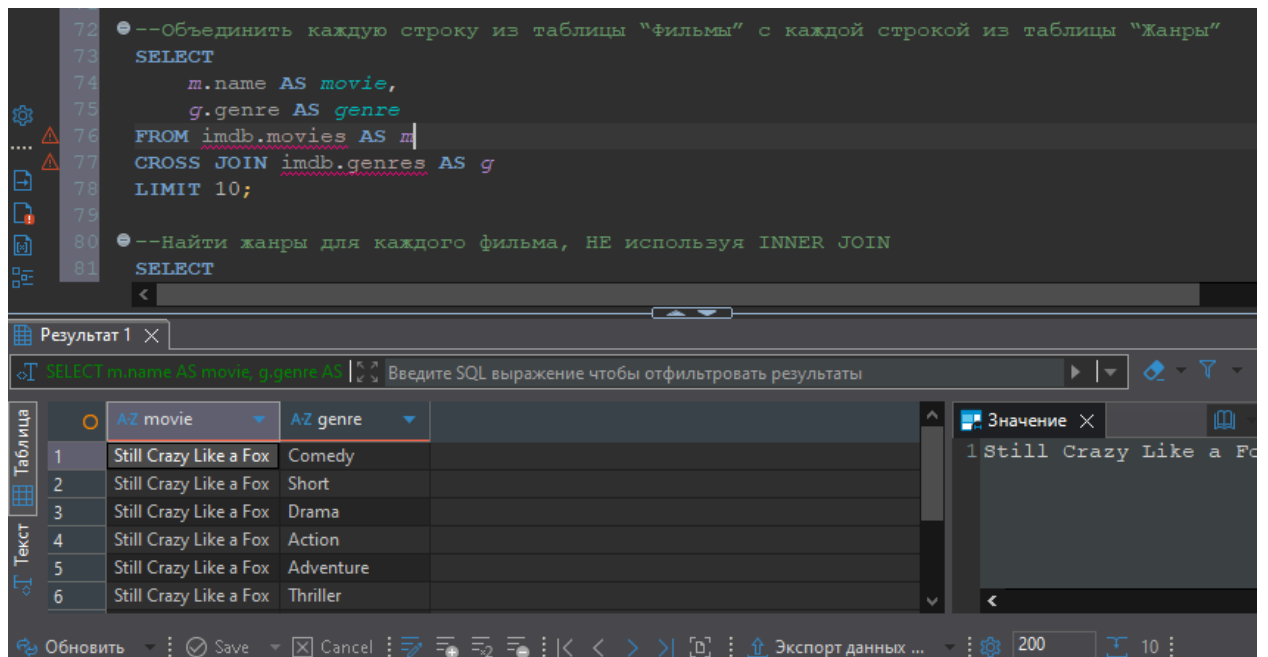 72 --Объединить каждую строку из таблицы “Фильмы” с каждой строкой из таблицы “Жанры”
73 SELECT
74 m.name AS movie,
75 g.genre AS genre
76 FROM imdb.movies AS m
77 CROSS JOIN imdb.genres AS g
78 LIMIT 10;
79
80 --Найти жанры для каждого фильма, НЕ используя INNER JOIN
81 SELECT
Результат 1
SELECT m.name AS movie, g.genre AS Введите SQL выражение чтобы отфильтровать результаты
Таблица
Текст
A-Z movie A-Z genre
1 Still Crazy Like a Fox Comedy
2 Still Crazy Like a Fox Short
3 Still Crazy Like a Fox Drama
4 Still Crazy Like a Fox Action
5 Still Crazy Like a Fox Adventure
6 Still Crazy Like a Fox Thriller
Значение
1 Still Crazy Like a Fo
Обновить Save Cancel Экспорт данных ... 200 10